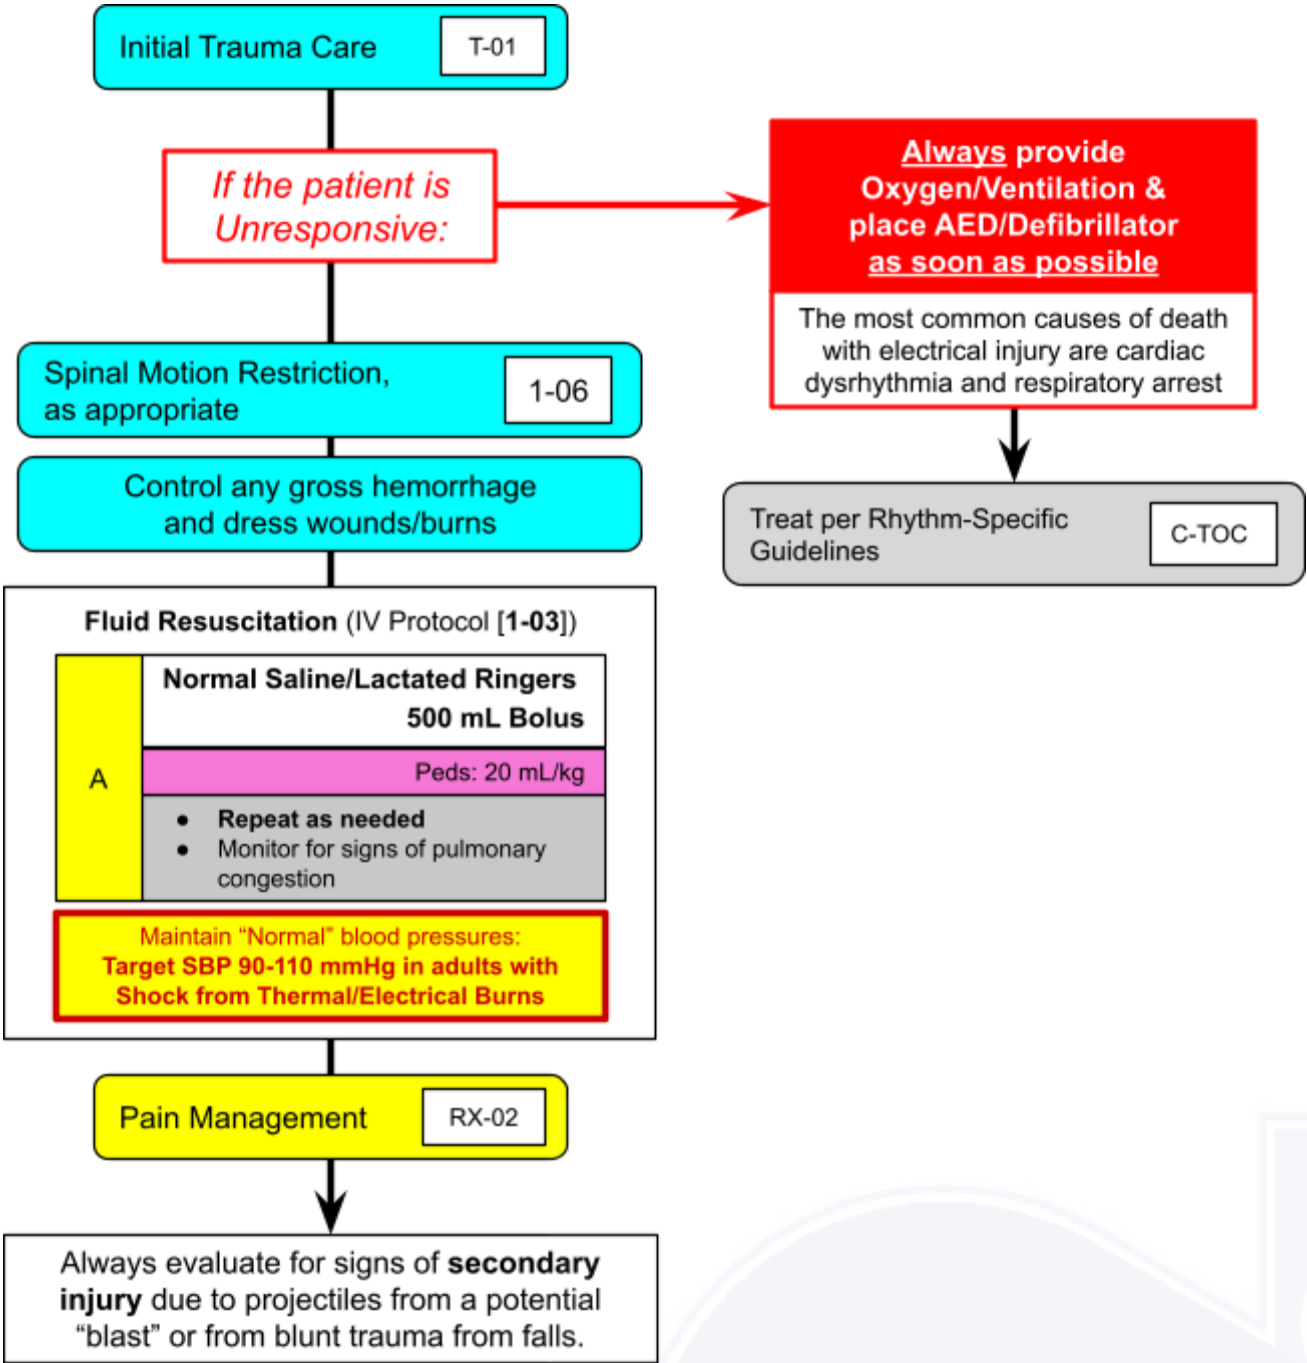 Initial Trauma Care
T-01
If the patient is
Unresponsive:
Always provide
Oxygen/Ventilation &
place AED/Defibrillator
as soon as possible
The most common causes of death
with electrical injury are cardiac
dysrhythmia and respiratory arrest
Treat per Rhythm-Specific
Guidelines
C-TOC
Spinal Motion Restriction,
as appropriate
1-06
Control any gross hemorrhage
and dress wounds/burns
Fluid Resuscitation (IV Protocol [1-03])
A
Normal Saline/Lactated Ringers
500 mL Bolus
Peds: 20 mL/kg
● Repeat as needed
● Monitor for signs of pulmonary
congestion
Maintain “Normal” blood pressures:
Target SBP 90-110 mmHg in adults with
Shock from Thermal/Electrical Burns
Pain Management
RX-02
Always evaluate for signs of secondary
injury due to projectiles from a potential
“blast” or from blunt trauma from falls.